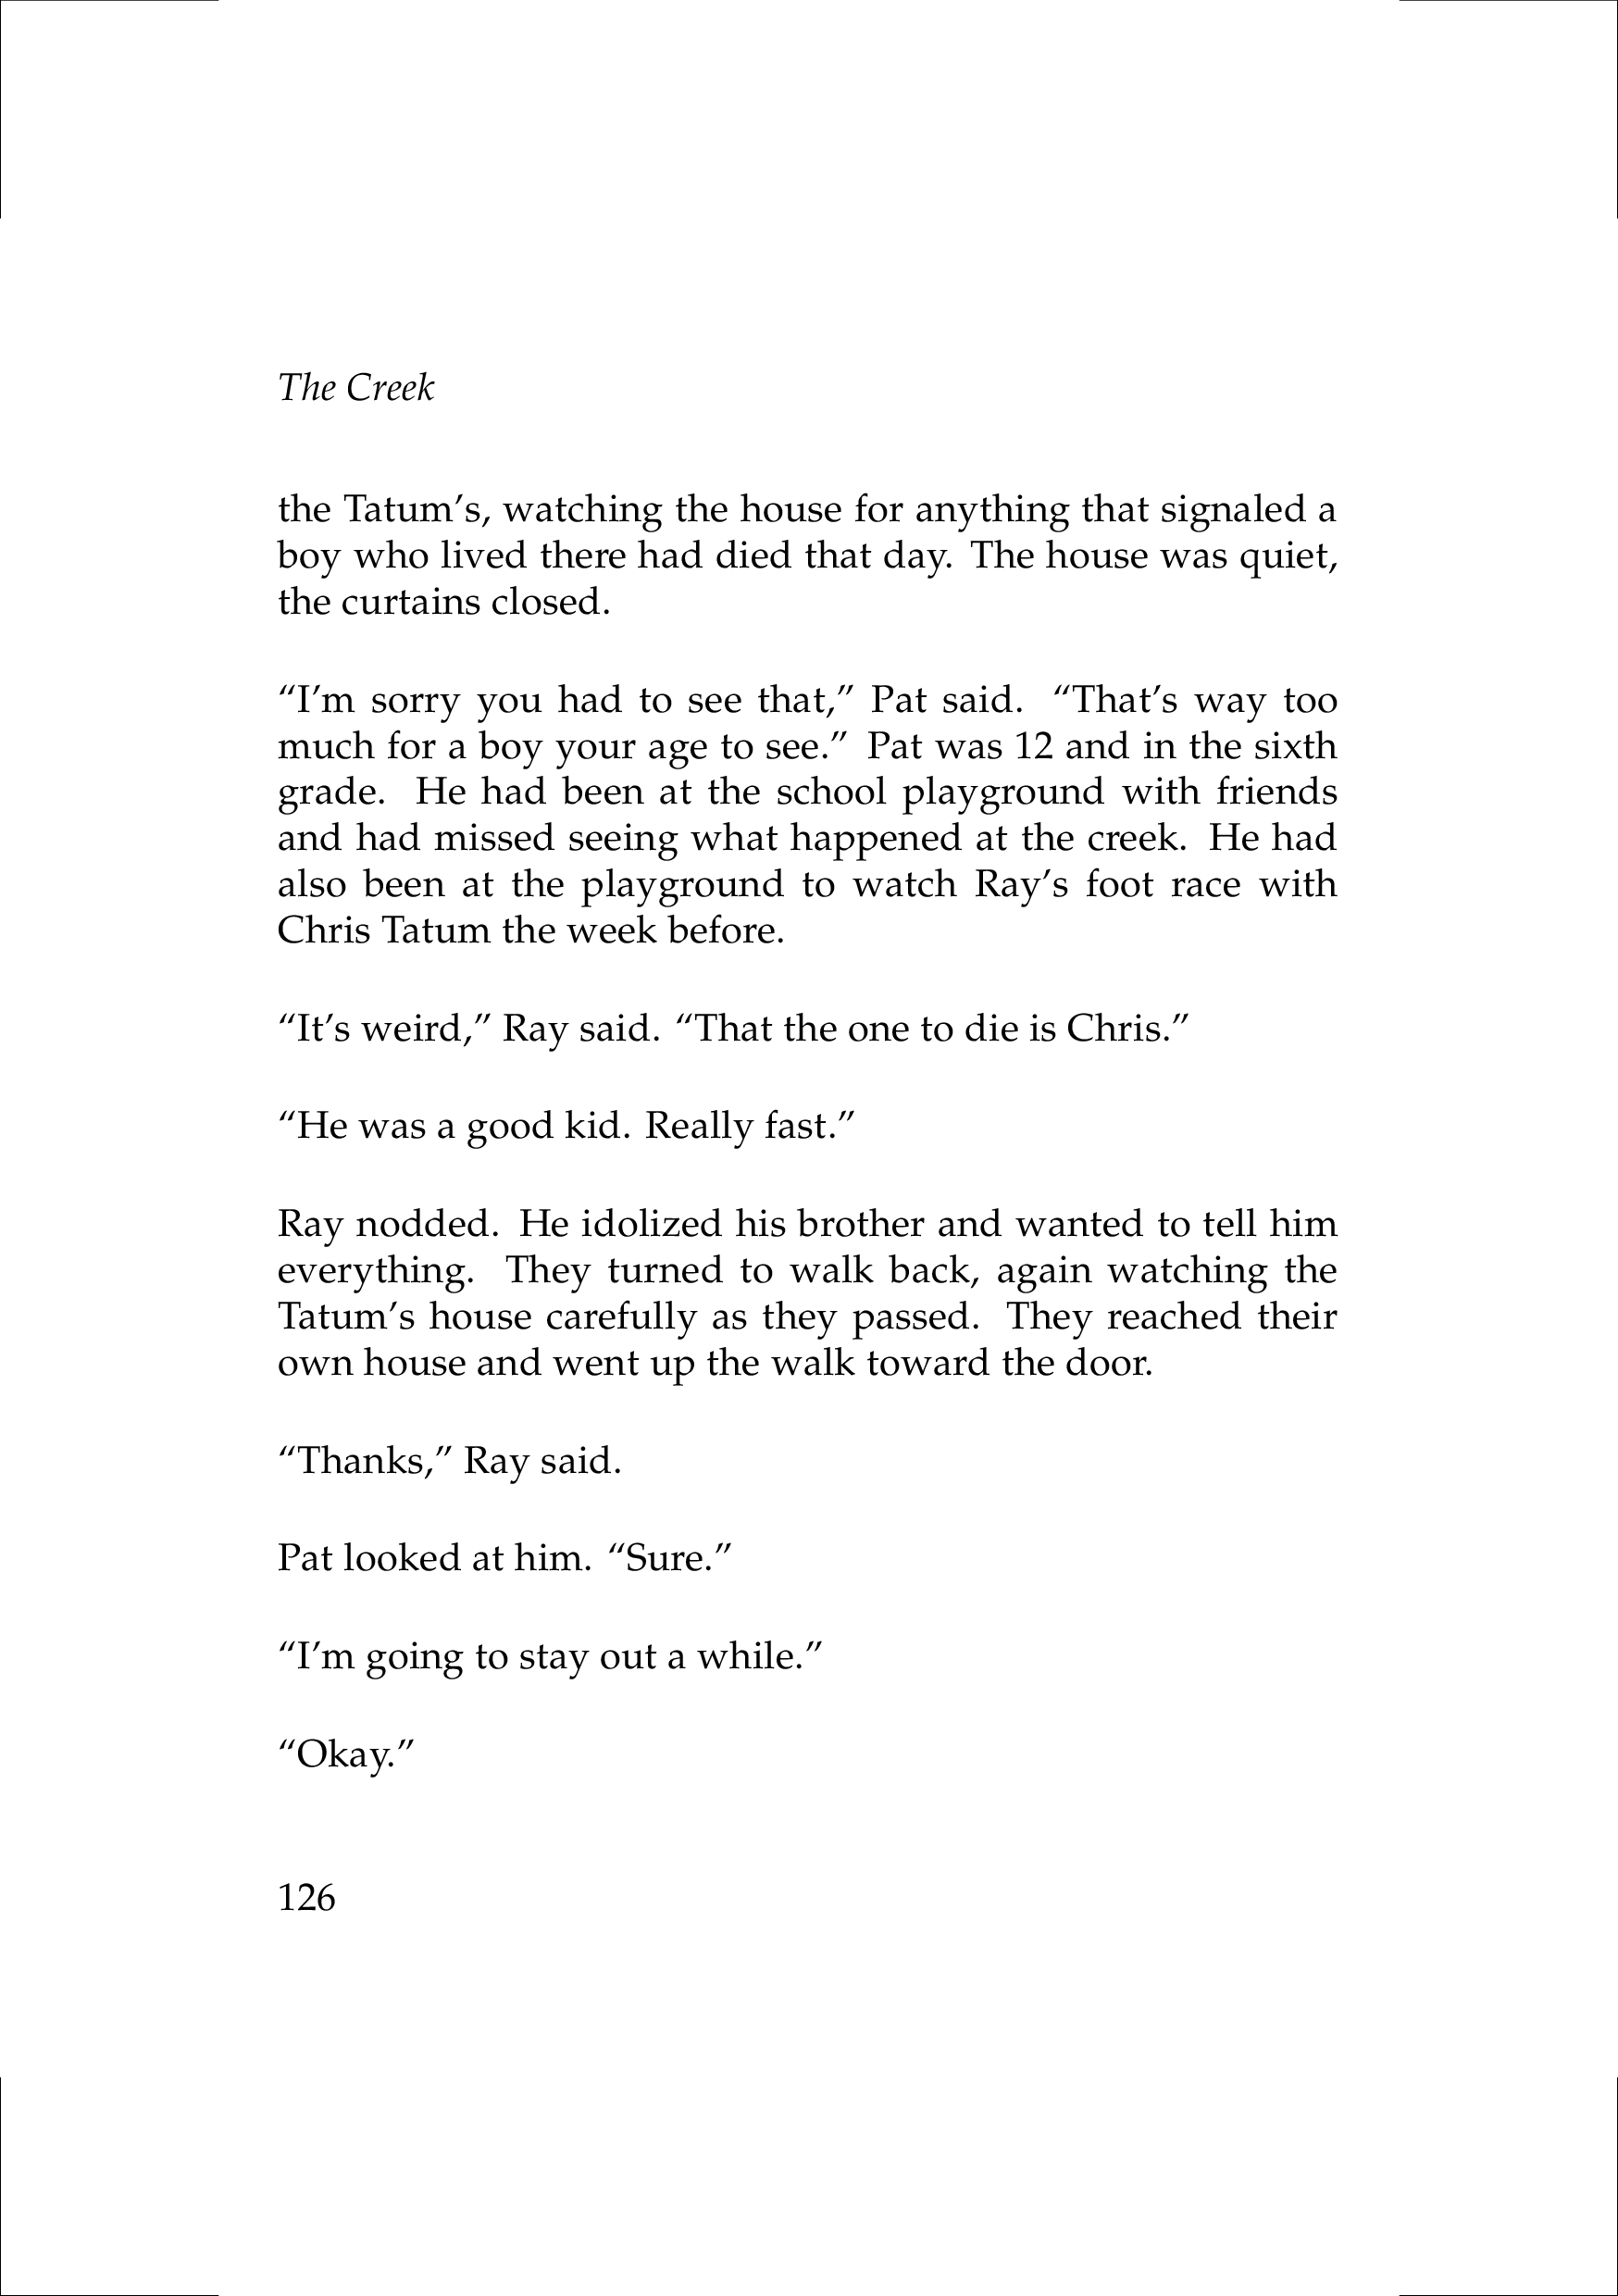 The Creek
the Tatum’s, watching the house for anything that signaled a
boy who lived there had died that day. The house was quiet,
the curtains closed.
“I’m sorry you had to see that,” Pat said. “That’s way too
much for a boy your age to see.” Pat was 12 and in the sixth
grade. He had been at the school playground with friends
and had missed seeing what happened at the creek. He had
also been at the playground to watch Ray’s foot race with
Chris Tatum the week before.
“It’s weird,” Ray said. “That the one to die is Chris.”
“He was a good kid. Really fast.”
Ray nodded. He idolized his brother and wanted to tell him
everything. They turned to walk back, again watching the
Tatum’s house carefully as they passed. They reached their
own house and went up the walk toward the door.
“Thanks,” Ray said.
Pat looked at him. “Sure.”
“I’m going to stay out a while.”
“Okay.”
126